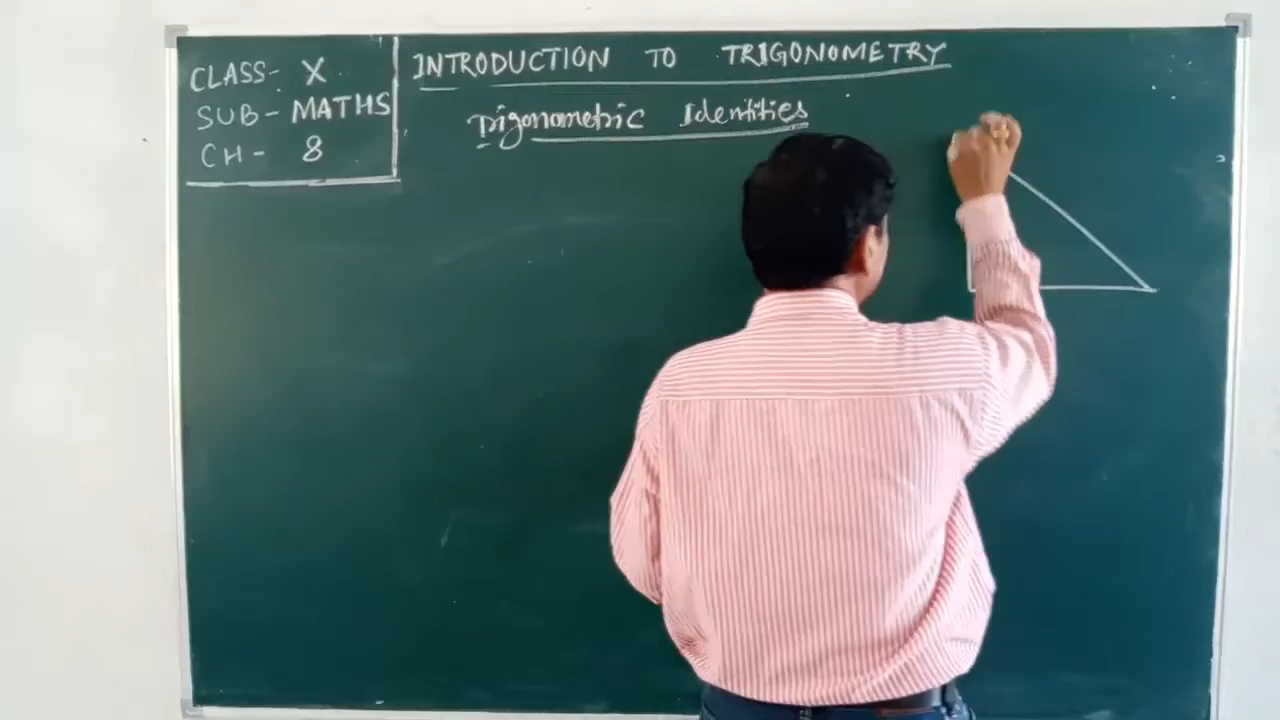 CLASS- X
SUB- MATHS
CH- 8
INTRODUCTION TO TRIGONOMETRY
Trigonometric Identities